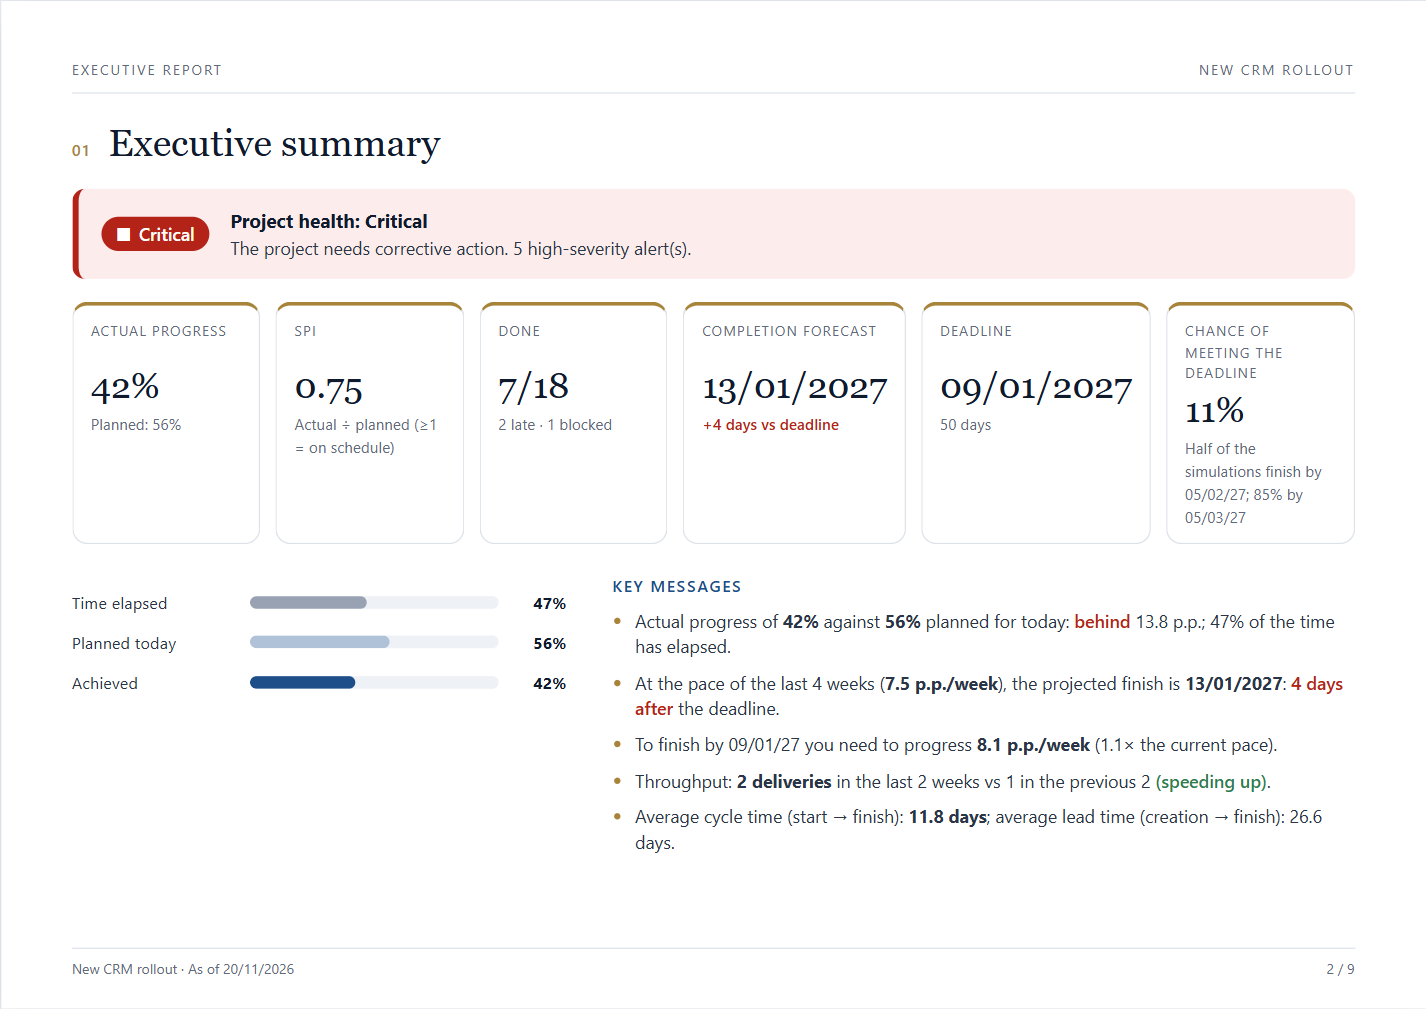 EXECUTIVE REPORT
NEW CRM ROLLOUT
01 Executive summary
Critical
Project health: Critical
The project needs corrective action. 5 high-severity alert(s).
ACTUAL PROGRESS
42%
Planned: 56%
SPI
0.75
Actual ÷ planned (≥1
= on schedule)
DONE
7/18
2 late · 1 blocked
COMPLETION FORECAST
13/01/2027
+4 days vs deadline
DEADLINE
09/01/2027
50 days
CHANCE OF
MEETING THE
DEADLINE
11%
Half of the
simulations finish by
05/02/27; 85% by
05/03/27
Time elapsed 47%
Planned today 56%
Achieved 42%
KEY MESSAGES
• Actual progress of 42% against 56% planned for today: behind 13.8 p.p.; 47% of the time
has elapsed.
• At the pace of the last 4 weeks (7.5 p.p./week), the projected finish is 13/01/2027: 4 days
after the deadline.
• To finish by 09/01/27 you need to progress 8.1 p.p./week (1.1× the current pace).
• Throughput: 2 deliveries in the last 2 weeks vs 1 in the previous 2 (speeding up).
• Average cycle time (start → finish): 11.8 days; average lead time (creation → finish): 26.6
days.
New CRM rollout · As of 20/11/2026
2 / 9